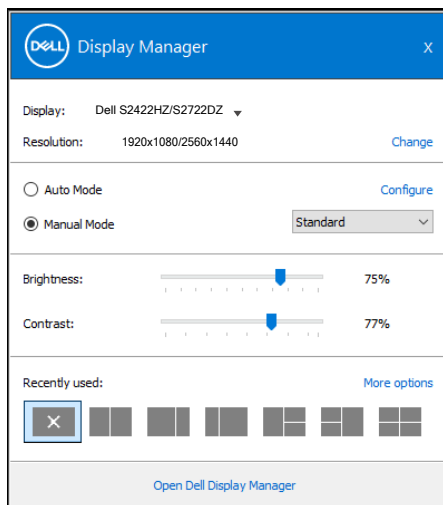 DELL Display Manager X
Display: Dell S2422HZ/S2722DZ
Resolution: 1920x1080/2560x1440 Change
Auto Mode Configure
Manual Mode Standard
Brightness: 75%
Contrast: 77%
Recently used: More options
Open Dell Display Manager